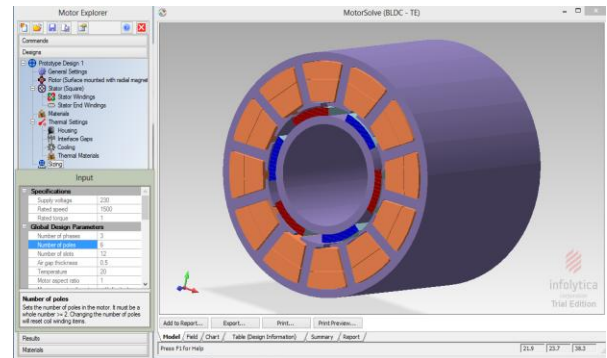 Motor Explorer
MotorSolve (BLDC - TE)
Commands
Designs
Prototype Design 1
General Settings
Rotor (Surface mounted with radial magnet
Stator (Square)
Stator Windings
Stator End Windings
Materials
Thermal Settings
Housing
Interface Gaps
Cooling
Thermal Materials
Sizing
Input
Specifications
Supply voltage 230
Rated speed 1500
Rated torque 1
Global Design Parameters
Number of phases 3
Number of poles 6
Number of slots 12
Air gap thickness 0.5
Temperature 20
Motor aspect ratio 1
Number of poles
Sets the number of poles in the motor. It must be a
whole number >= 2. Changing the number of poles
will reset coil winding items.
Results
Materials
infolytica
corporation
Trial Edition
Add to Report... Export... Print... Print Preview...
Model / Field / Chart / Table (Design Information) / Summary / Report /
Press F1 for Help
21.9 23.7 38.3